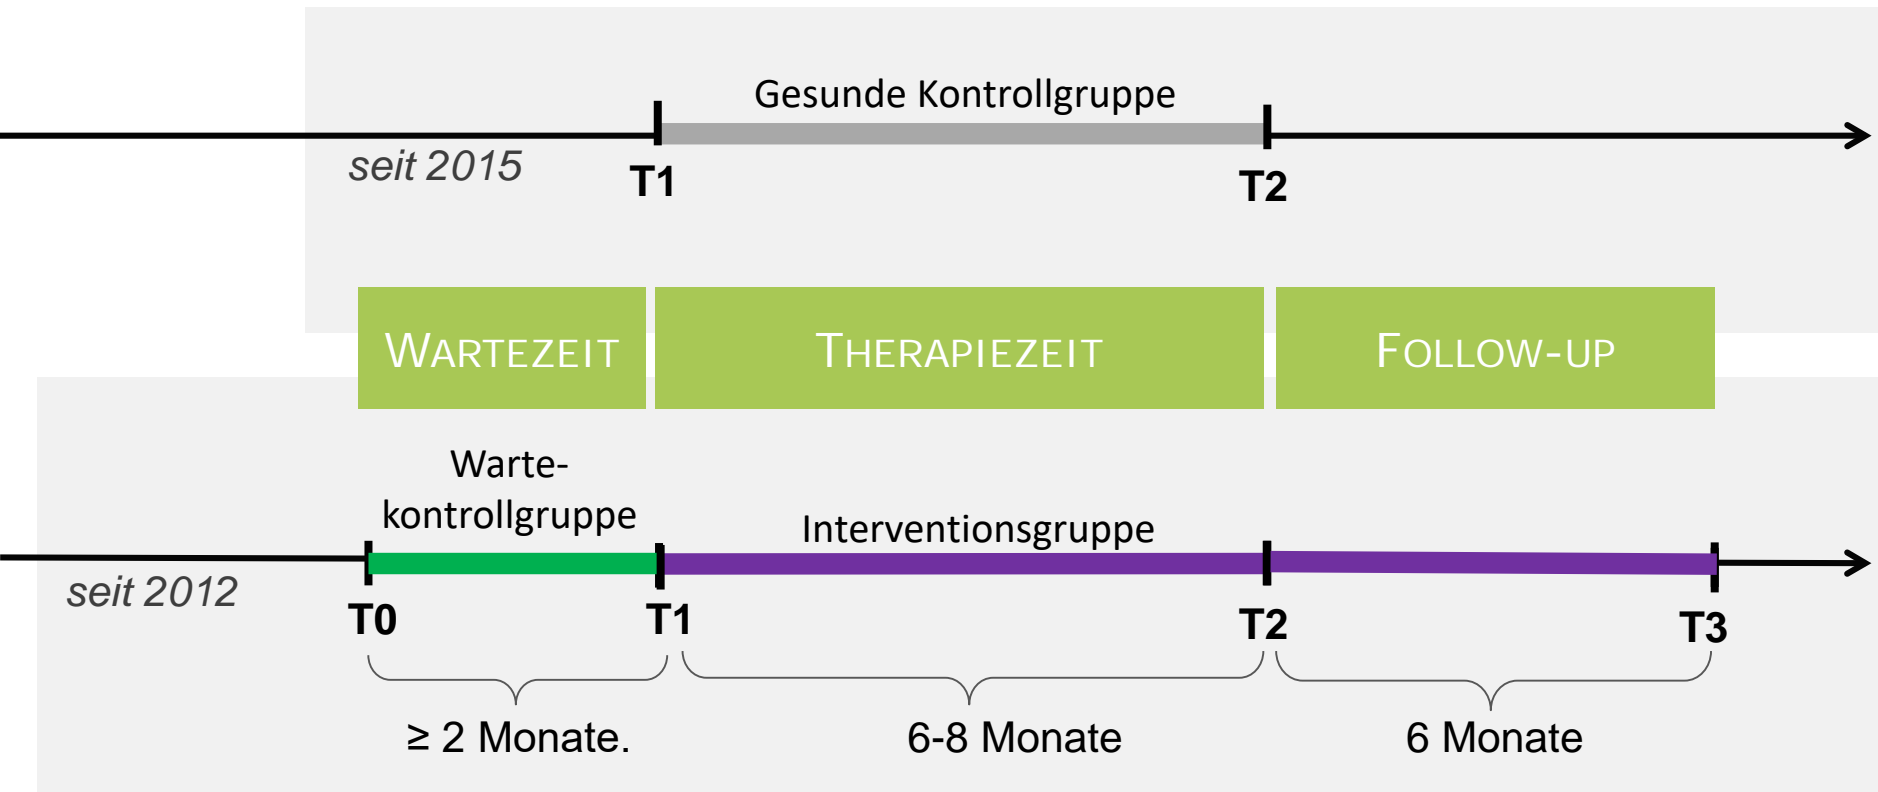 Gesunde Kontrollgruppe
seit 2015
T1
T2
WARTEZEIT
THERAPIEZEIT
FOLLOW-UP
Warte-
kontrollgruppe
Interventionsgruppe
seit 2012
T0
T1
T2
T3
≥ 2 Monate.
6-8 Monate
6 Monate